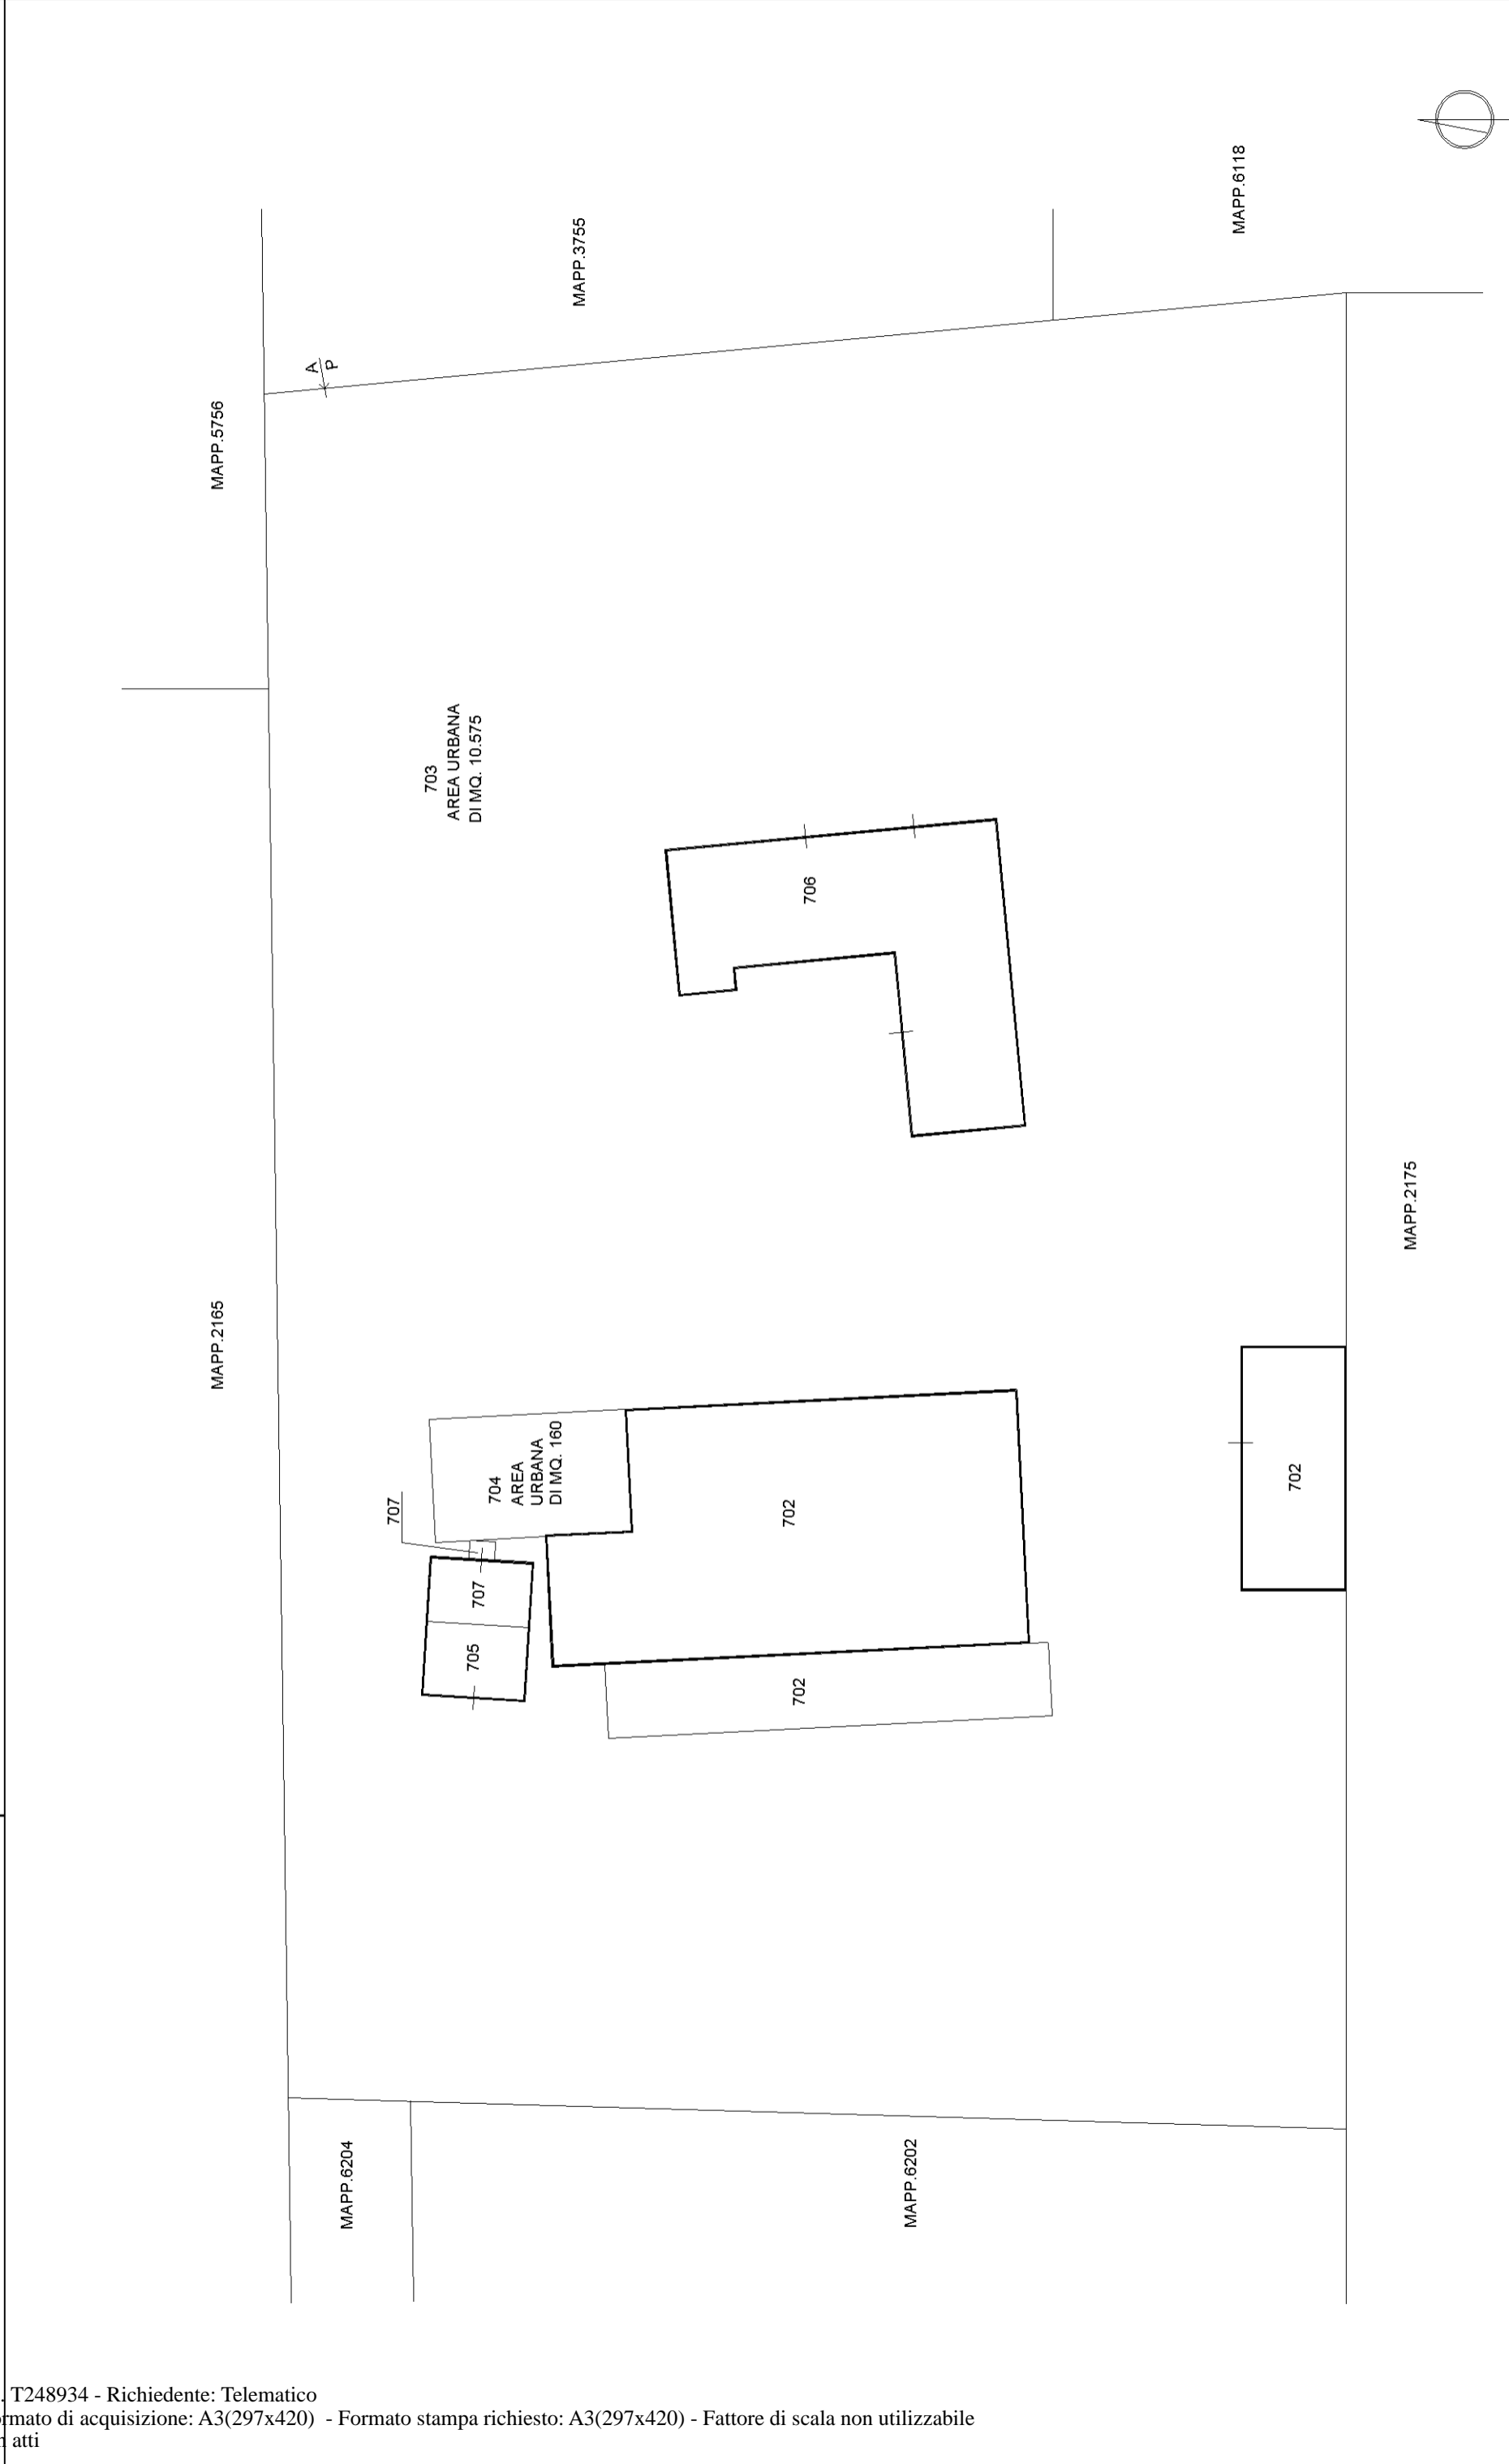 MAPP.6118
MAPP.3755
A
P
MAPP.5756
703
AREA URBANA
DI MQ. 10.575
706
MAPP.2175
MAPP.2165
704
AREA
URBANA
DI MQ. 160
707
702
702
707
705
702
MAPP.6204
MAPP.6202
T248934 - Richiedente: Telematico
rmato di acquisizione: A3(297x420) - Formato stampa richiesto: A3(297x420) - Fattore di scala non utilizzabile
atti